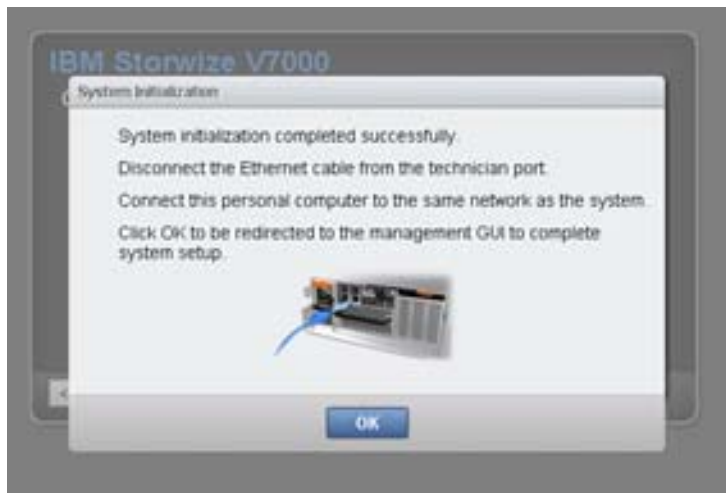 IBM Storwize V7000
System Initialization
System initialization completed successfully.
Disconnect the Ethernet cable from the technician port.
Connect this personal computer to the same network as the system.
Click OK to be redirected to the management GUI to complete
system setup.
OK